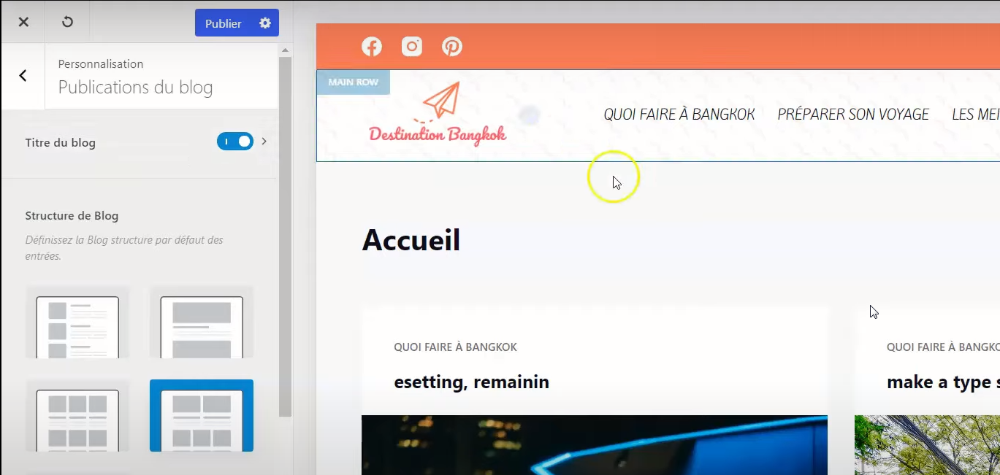 Publier
Personnalisation
Publications du blog
Titre du blog
Structure de Blog
Définissez la Blog structure par défaut des
entrées.
MAIN ROW
Destination Bangkok
QUOI FAIRE À BANGKOK
PRÉPARER SON VOYAGE
LES MEI
Accueil
QUOI FAIRE À BANGKOK
esetting, remainin
QUOI FAIRE À BANGKO
make a type s